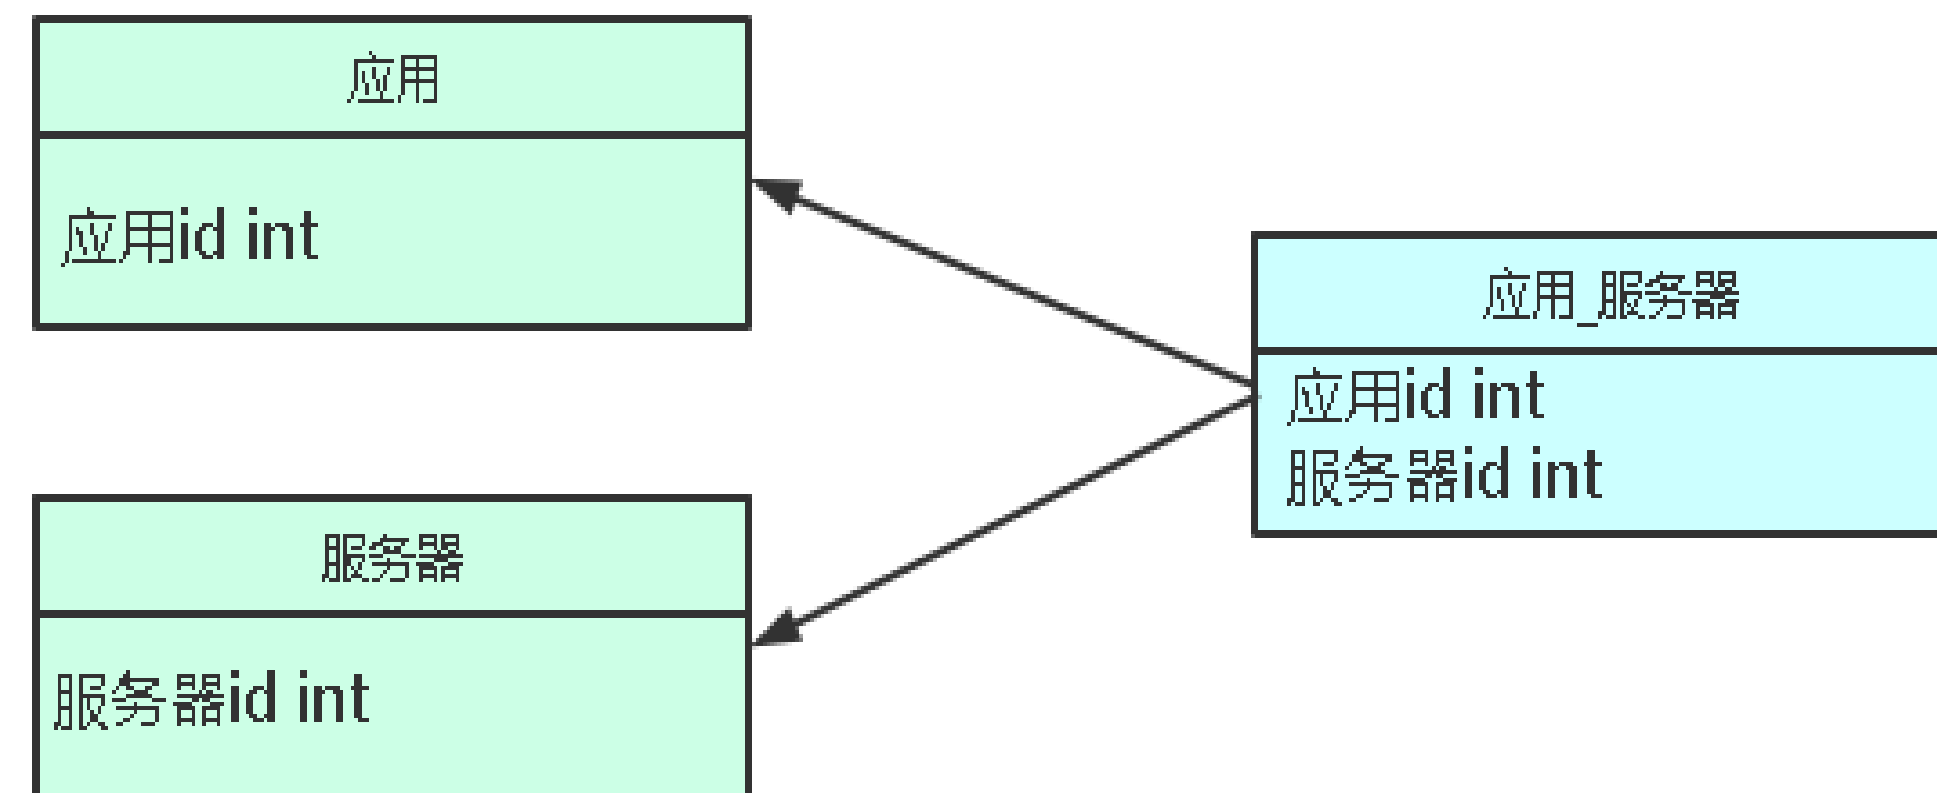 应用
应用id int
服务器
服务器id int
应用_服务器
应用id int
服务器id int